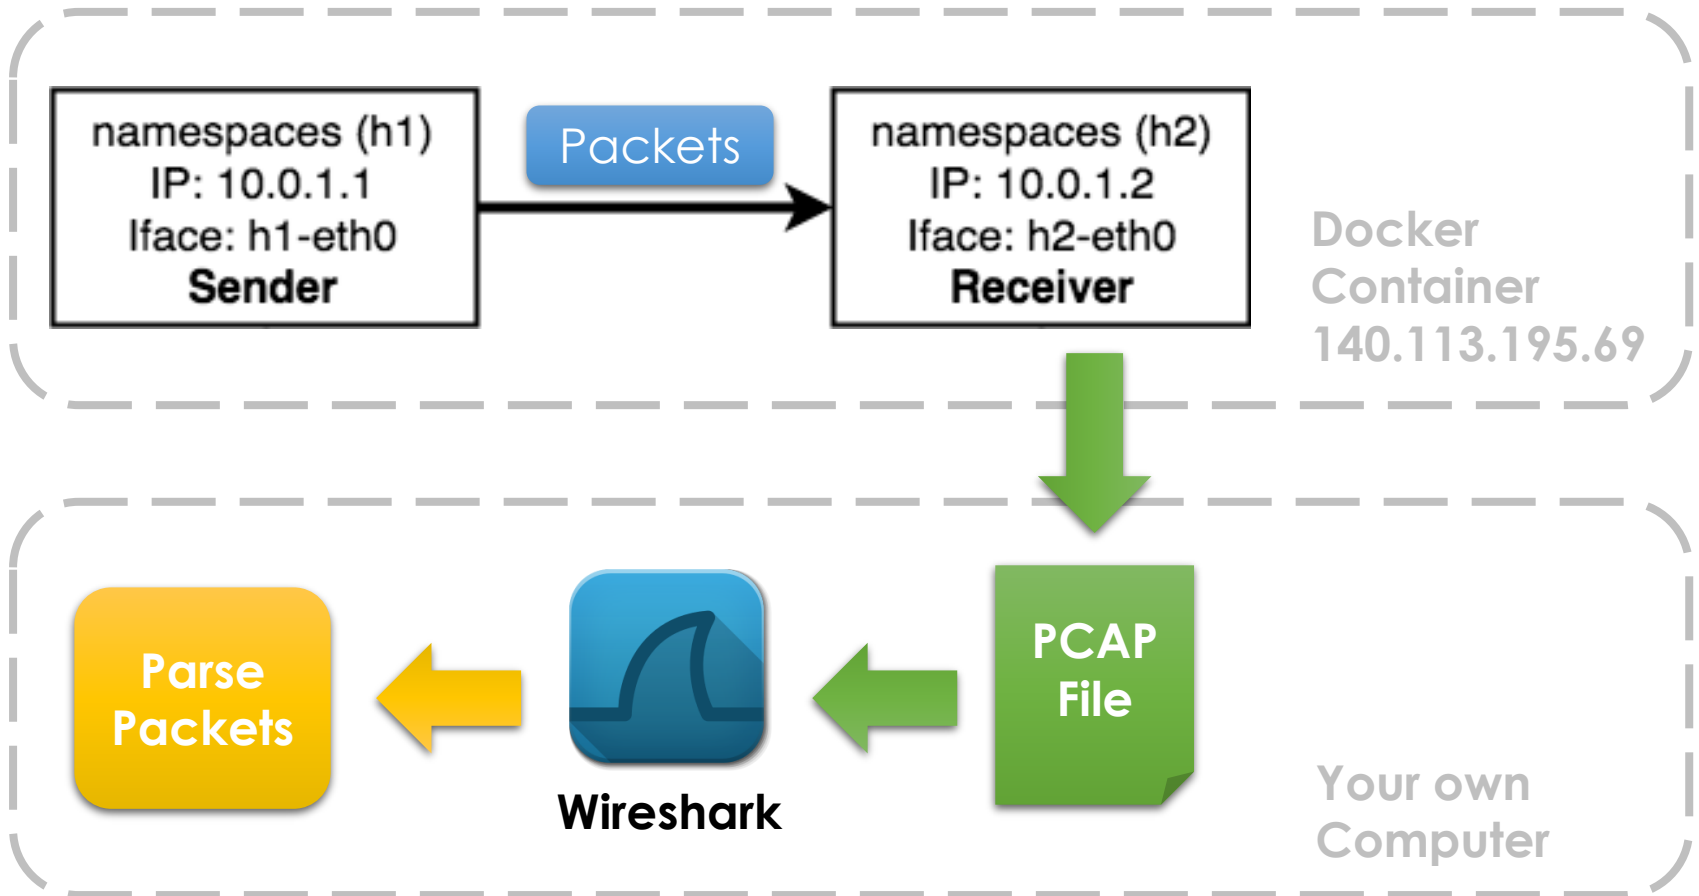 namespaces (h1)
IP: 10.0.1.1
Iface: h1-eth0
Sender
Packets
namespaces (h2)
IP: 10.0.1.2
Iface: h2-eth0
Receiver
Docker
Container
140.113.195.69
Parse
Packets
Wireshark
PCAP
File
Your own
Computer